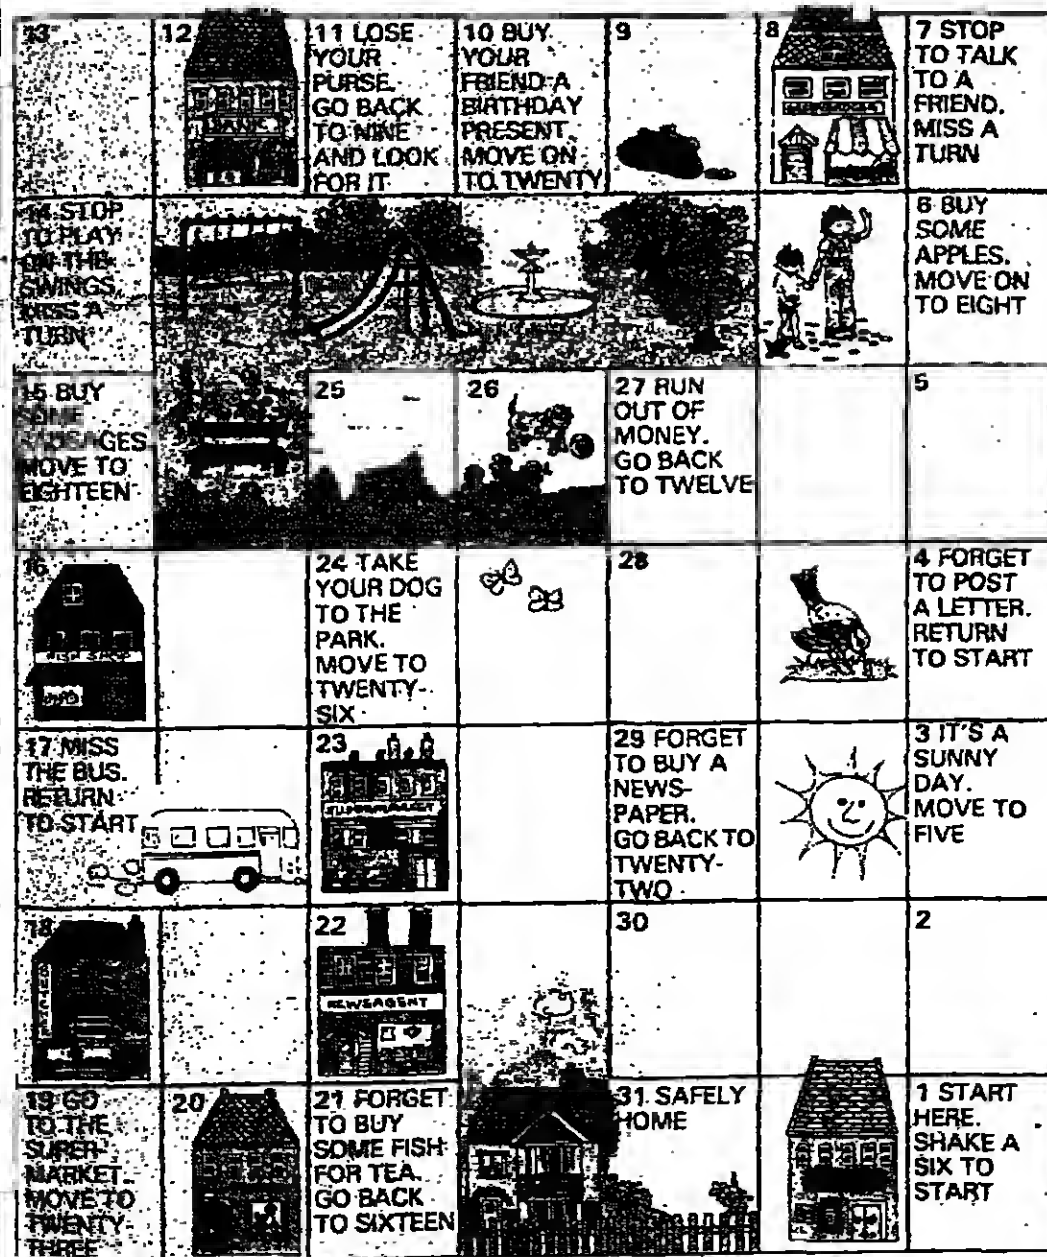 13
12
BANK
11 LOSE
YOUR
PURSE.
GO BACK
TO NINE
AND LOOK
FOR IT
10 BUY
YOUR
FRIEND A
BIRTHDAY
PRESENT.
MOVE ON
TO TWENTY
9
8
7 STOP
TO TALK
TO A
FRIEND.
MISS A
TURN
14 STOP
TO PLAY
ON THE
SWINGS.
MISS A
TURN
6 BUY
SOME
APPLES.
MOVE ON
TO EIGHT
15 BUY
SOME
SAUSAGES
MOVE TO
EIGHTEEN
25
26
27 RUN
OUT OF
MONEY.
GO BACK
TO TWELVE
5
16
FISH SHOP
24 TAKE
YOUR DOG
TO THE
PARK.
MOVE TO
TWENTY-
SIX
28
4 FORGET
TO POST
A LETTER.
RETURN
TO START
17 MISS
THE BUS.
RETURN
TO START
23
SUPERMARKET
29 FORGET
TO BUY A
NEWS-
PAPER.
GO BACK TO
TWENTY-
TWO
3 IT'S A
SUNNY
DAY.
MOVE TO
FIVE
18
22
NEWSAGENT
30
2
19 GO
TO THE
SUPER-
MARKET.
MOVE TO
TWENTY-
THREE
20
21 FORGET
TO BUY
SOME FISH
FOR TEA.
GO BACK
TO SIXTEEN
31. SAFELY
HOME
1 START
HERE.
SHAKE A
SIX TO
START